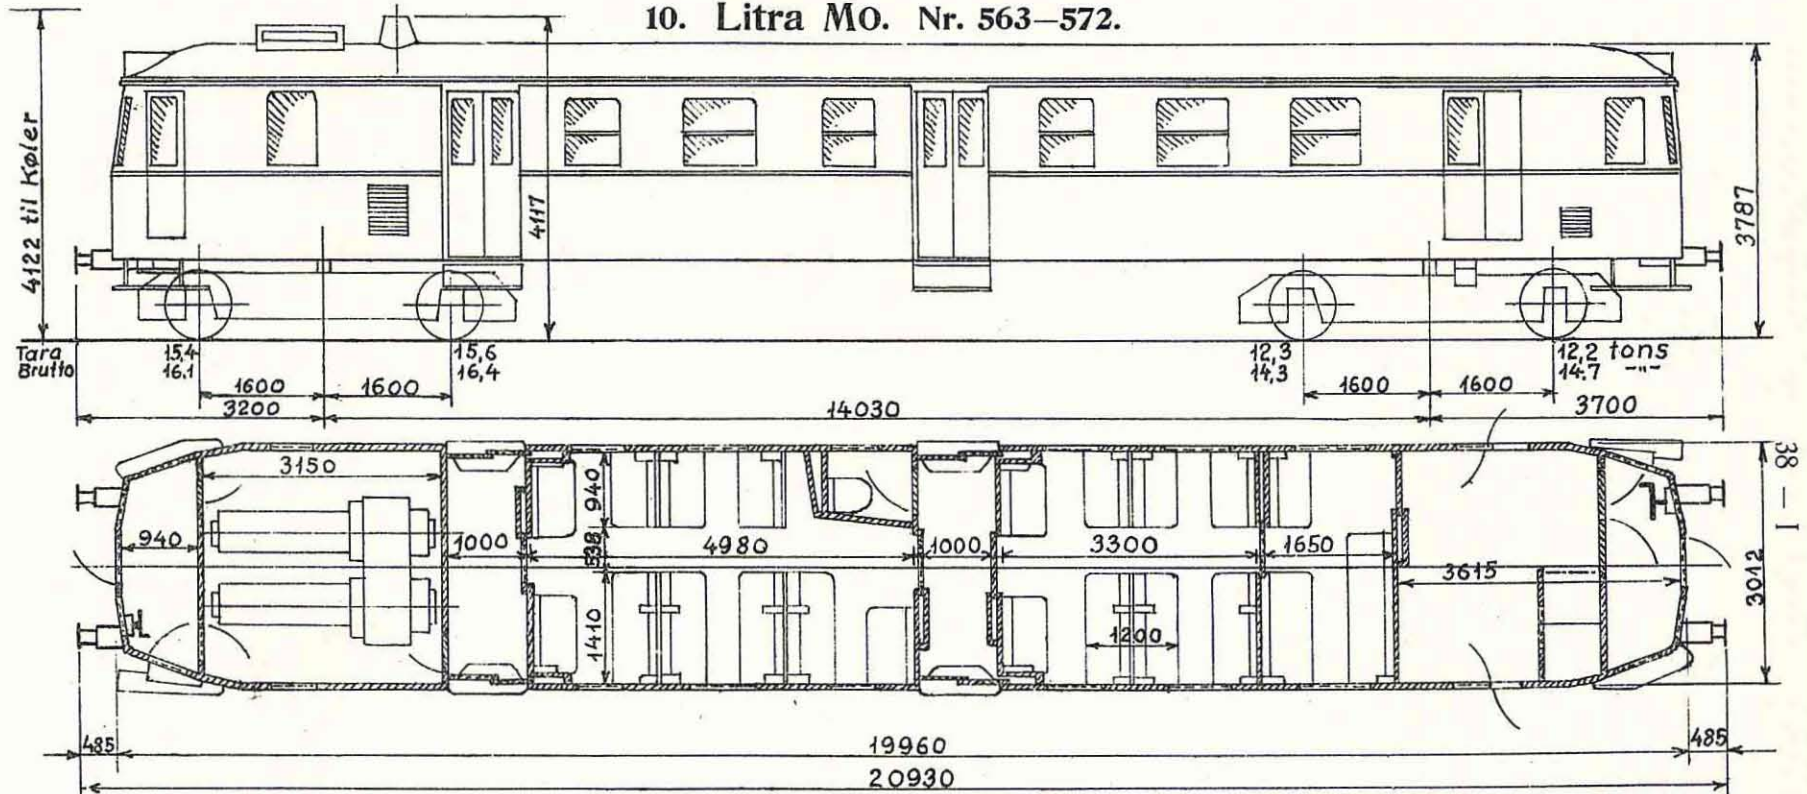 10. Litra MO. Nr. 563–572.
4122 til Køler
4117
3787
Tara 15,4 15,6 12,3 12,2 tons
Brutto 16.1 16,4 14,3 14.7 –"–
1600 1600 1600 1600
3200 14030 3700
38 – I
3150
940
940 1000 538 4980 1000 3300 1650
3615
3012
1410
1200
485 19960 485
20930